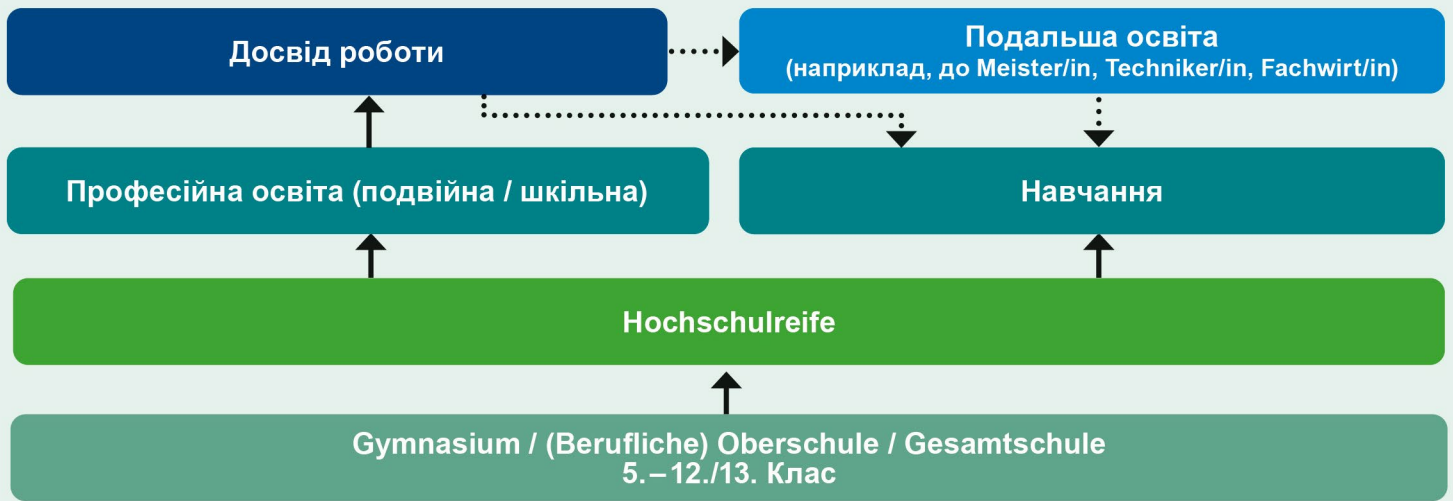 Досвід роботи
Подальша освіта
(наприклад, до Meister/in, Techniker/in, Fachwirt/in)
Професійна освіта (подвійна / шкільна)
Навчання
Hochschulreife
Gymnasium / (Berufliche) Oberschule / Gesamtschule
5.–12./13. Клас